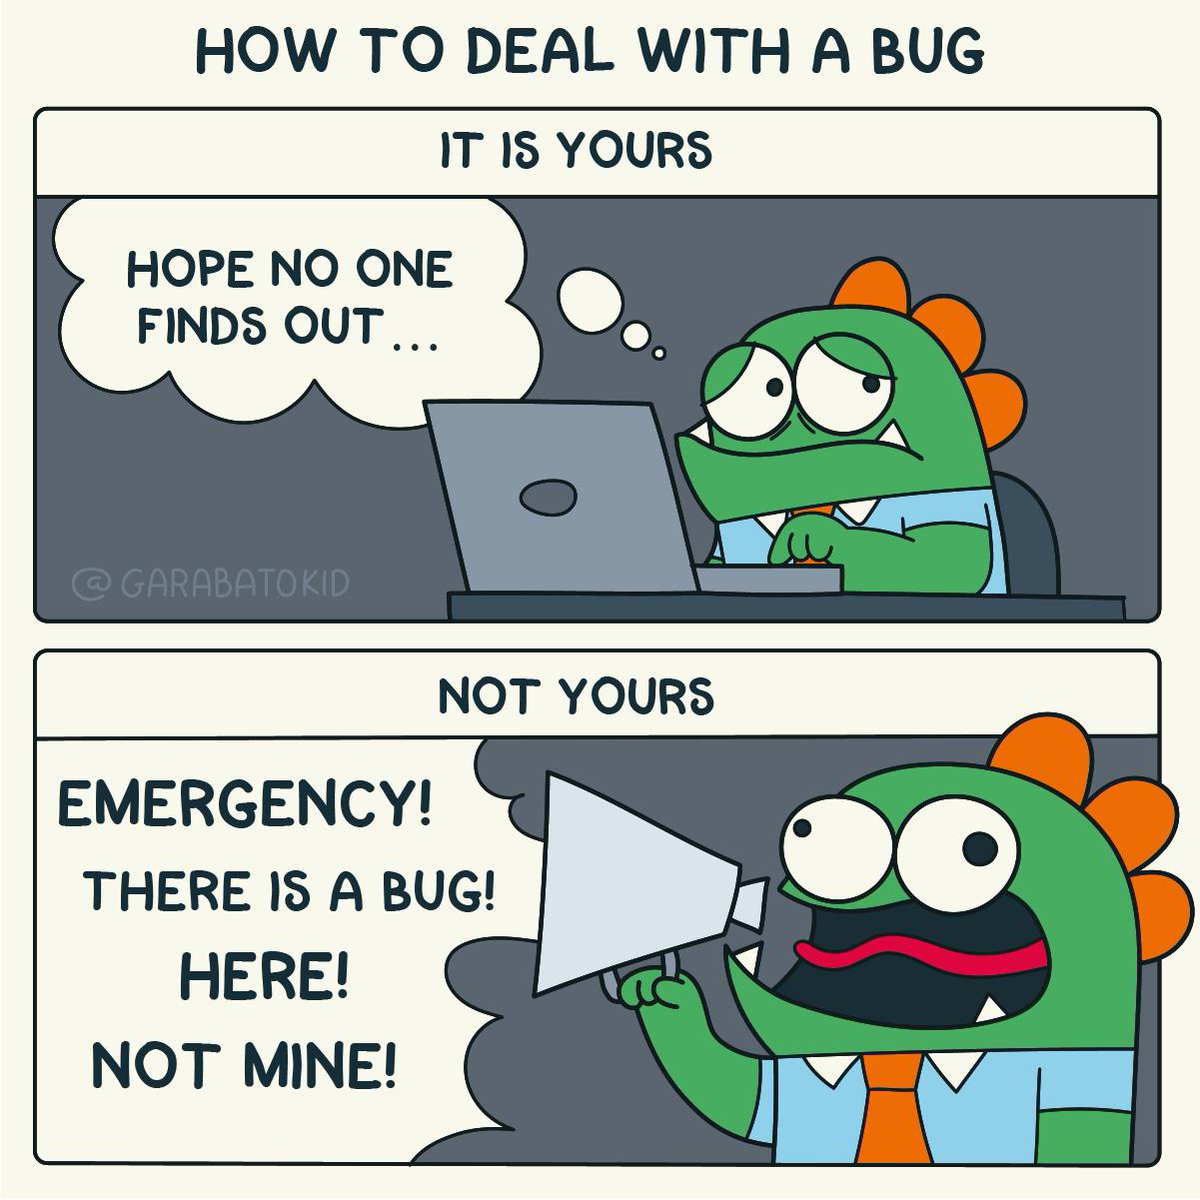 HOW TO DEAL WITH A BUG
IT IS YOURS
HOPE NO ONE
FINDS OUT...
@GARABATOKID
NOT YOURS
EMERGENCY!
THERE IS A BUG!
HERE!
NOT MINE!